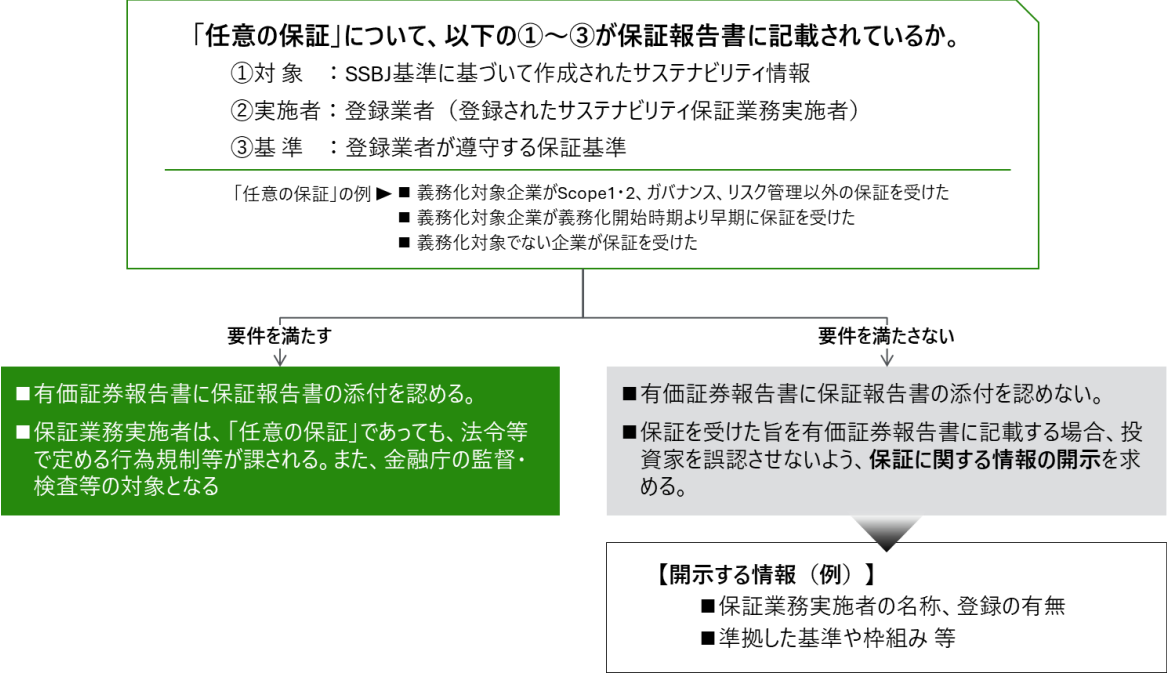 「任意の保証」について、以下の①～③が保証報告書に記載されているか。
①対 象 ：SSBJ基準に基づいて作成されたサステナビリティ情報
②実施者：登録業者（登録されたサステナビリティ保証業務実施者）
③基 準 ：登録業者が遵守する保証基準
「任意の保証」の例 ▶ ■ 義務化対象企業がScope1・2、ガバナンス、リスク管理以外の保証を受けた
■ 義務化対象企業が義務化開始時期より早期に保証を受けた
■ 義務化対象でない企業が保証を受けた
要件を満たす
要件を満たさない
■有価証券報告書に保証報告書の添付を認める。
■保証業務実施者は、「任意の保証」であっても、法令等
で定める行為規制等が課される。また、金融庁の監督・
検査等の対象となる
■有価証券報告書に保証報告書の添付を認めない。
■保証を受けた旨を有価証券報告書に記載する場合、投
資家を誤認させないよう、保証に関する情報の開示を求
める。
【開示する情報（例）】
■保証業務実施者の名称、登録の有無
■準拠した基準や枠組み 等